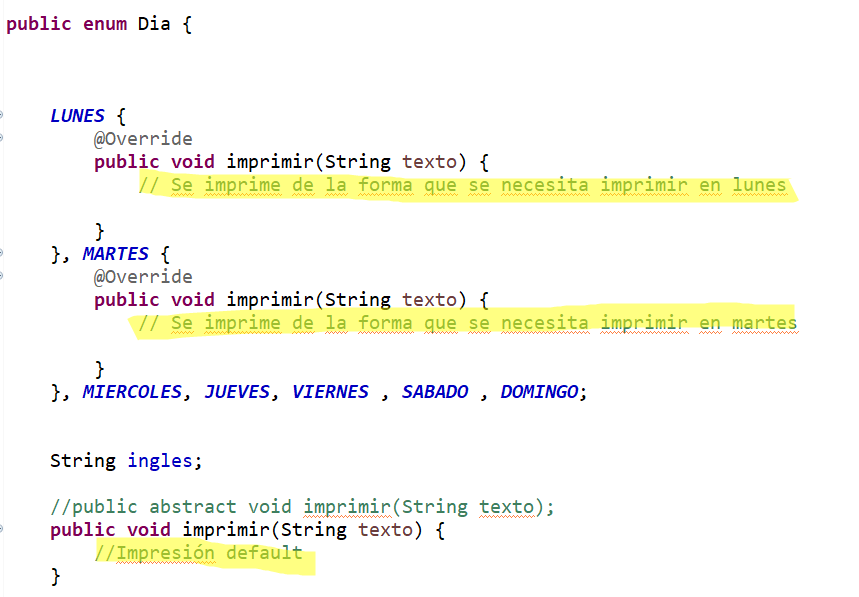 public enum Dia {
LUNES {
@Override
public void imprimir(String texto) {
// Se imprime de la forma que se necesita imprimir en lunes
}
}, MARTES {
@Override
public void imprimir(String texto) {
// Se imprime de la forma que se necesita imprimir en martes
}
}, MIERCOLES, JUEVES, VIERNES , SABADO , DOMINGO;
String ingles;
//public abstract void imprimir(String texto);
public void imprimir(String texto) {
//Impresión default
}